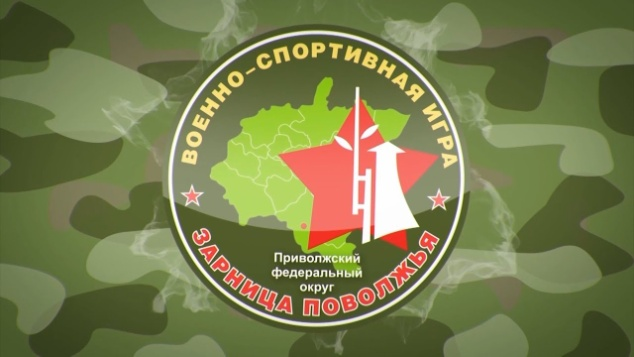 ВОЕННО-СПОРТИВНАЯ ИГРА
Приволжский
федеральный
округ
ЗАРНИЦА ПОВОЛЖЬЯ